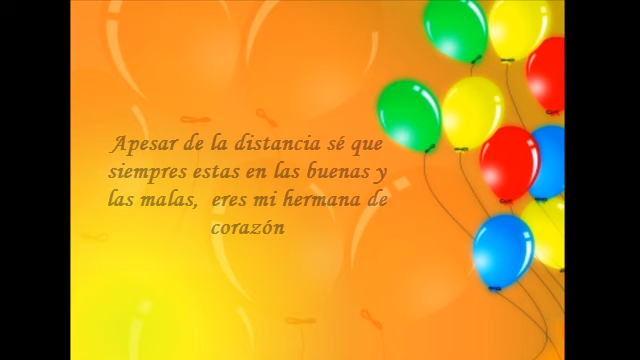 Apesar de la distancia sé que
siempres estas en las buenas y
las malas, eres mi hermana de
corazón